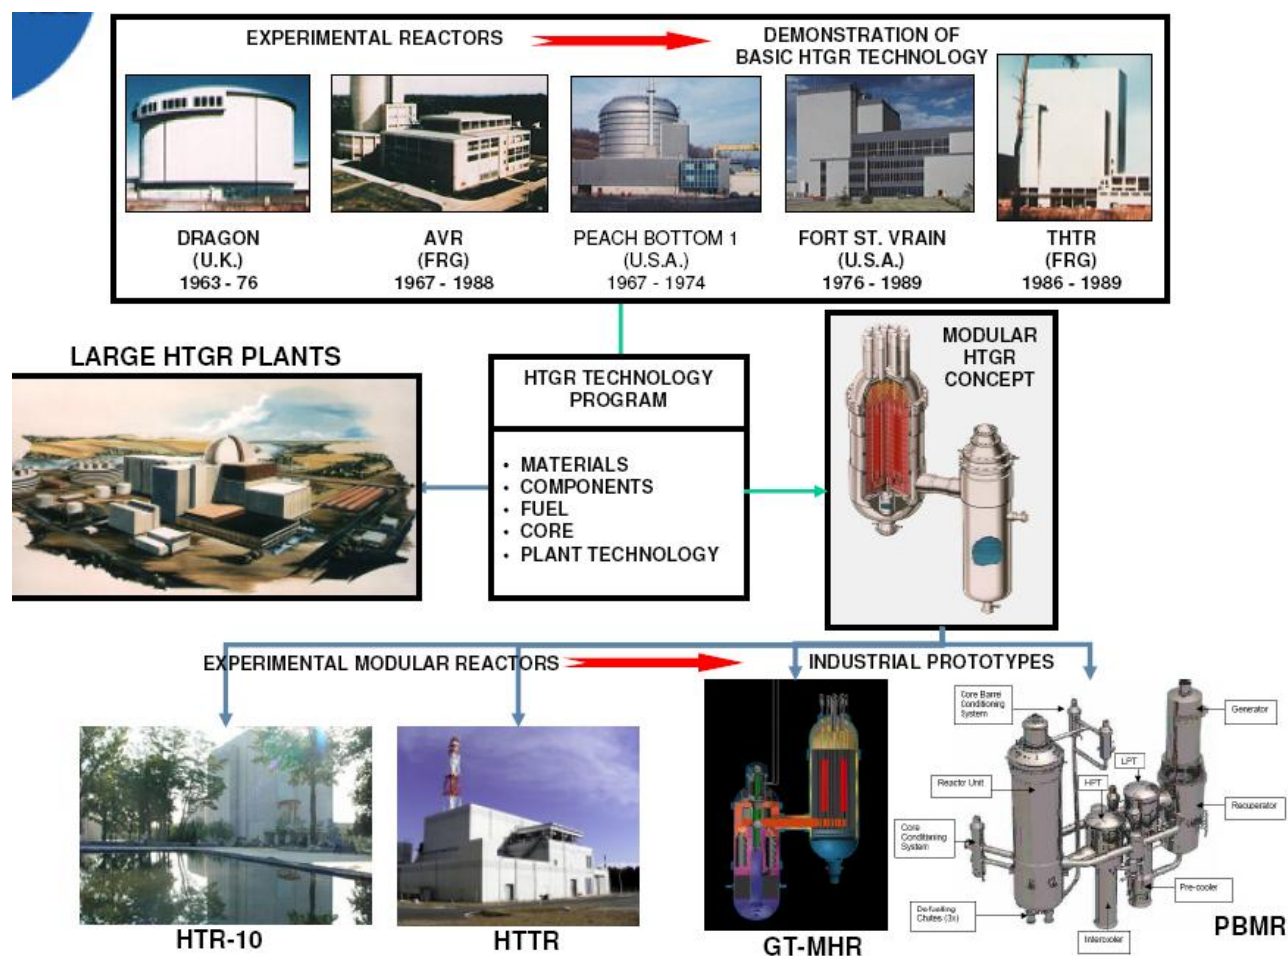 EXPERIMENTAL REACTORS
DEMONSTRATION OF
BASIC HTGR TECHNOLOGY
DRAGON
(U.K.)
1963 - 76
AVR
(FRG)
1967 - 1988
PEACH BOTTOM 1
(U.S.A.)
1967 - 1974
FORT ST. VRAIN
(U.S.A.)
1976 - 1989
THTR
(FRG)
1986 - 1989
LARGE HTGR PLANTS
HTGR TECHNOLOGY
PROGRAM
• MATERIALS
• COMPONENTS
• FUEL
• CORE
• PLANT TECHNOLOGY
MODULAR
HTGR
CONCEPT
EXPERIMENTAL MODULAR REACTORS
INDUSTRIAL PROTOTYPES
HTR-10
HTTR
GT-MHR
Core Barrel
Conditioning
System
Generator
LPT
Reactor Unit
HPT
Recuperator
Core
Conditioning
System
Pre-cooler
De-fuelling
Chutes (3x)
Intercooler
PBMR